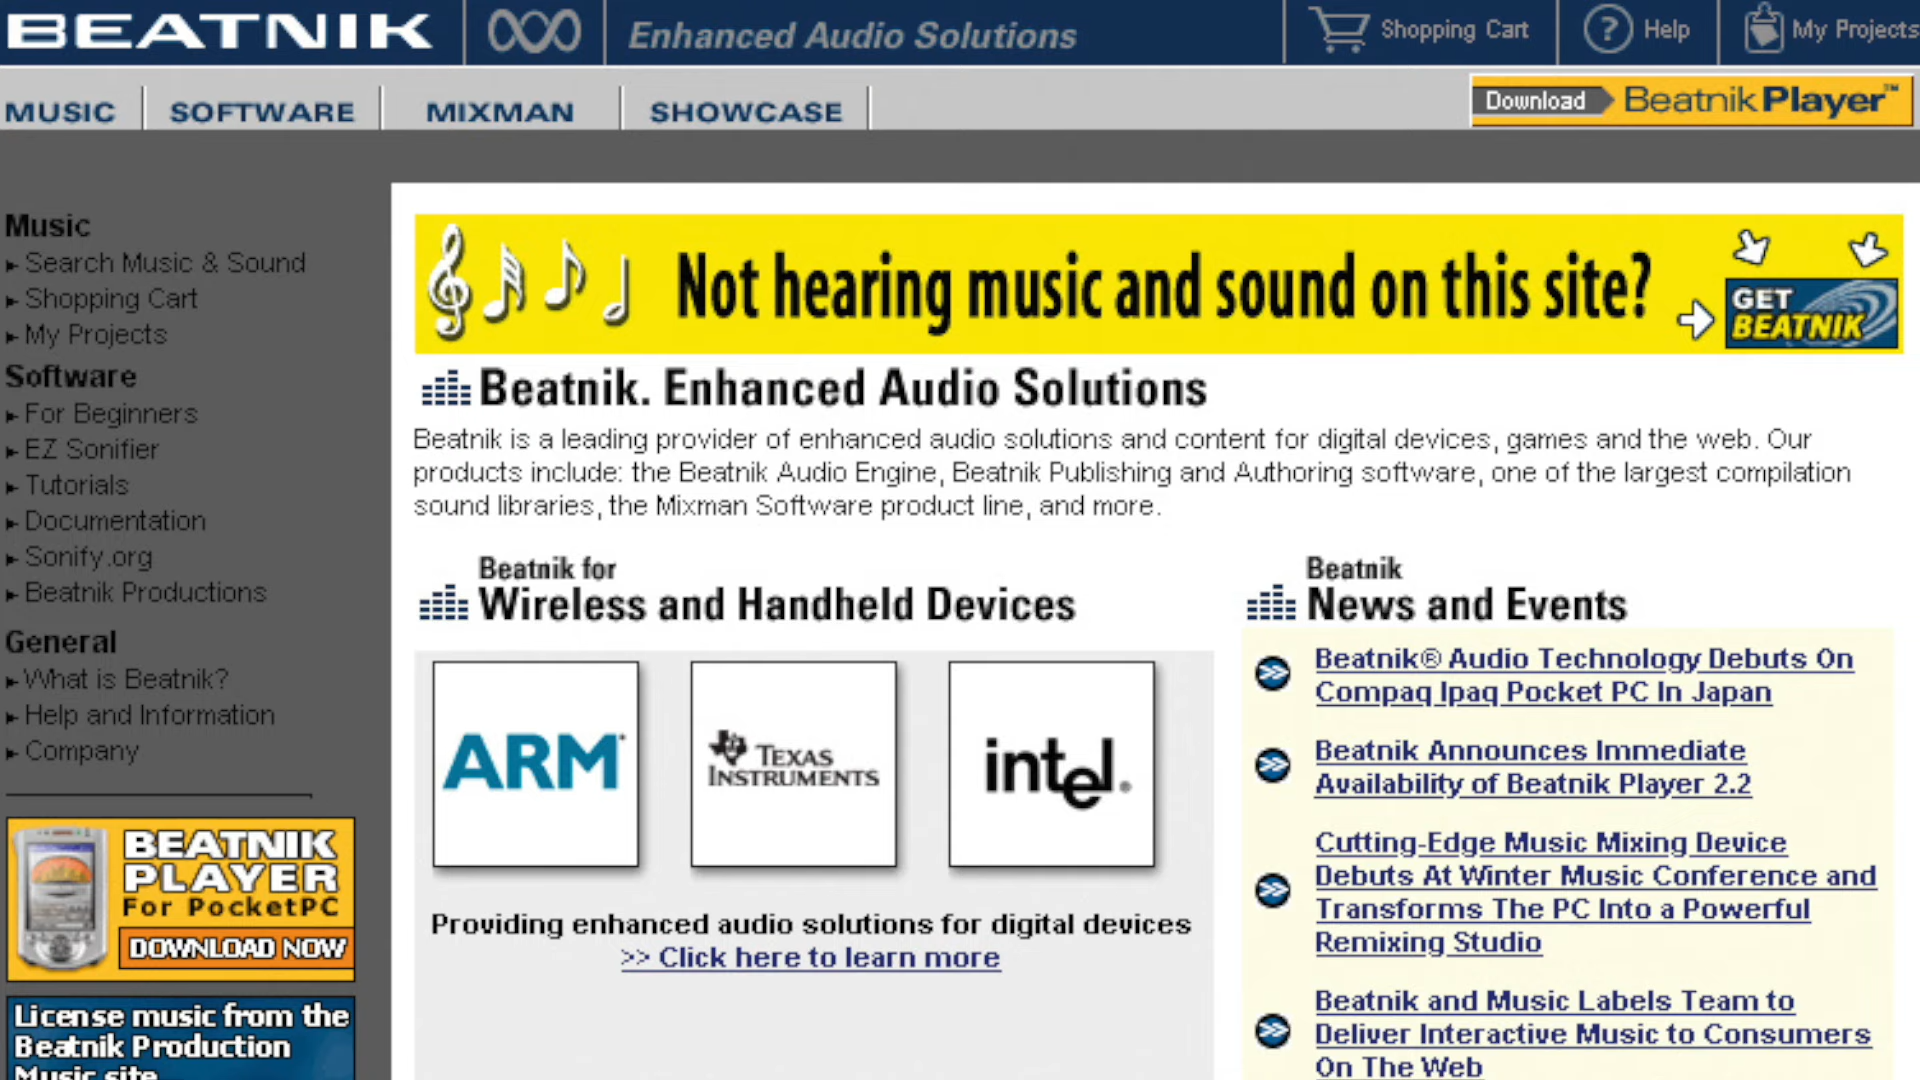 BEATNIK
Enhanced Audio Solutions
Shopping Cart
Help
My Projects
MUSIC
SOFTWARE
MIXMAN
SHOWCASE
Download
Beatnik Player™
Music
Search Music & Sound
Shopping Cart
My Projects
Software
For Beginners
EZ Sonifier
Tutorials
Documentation
Sonify.org
Beatnik Productions
General
What is Beatnik?
Help and Information
Company
BEATNIK
PLAYER
For PocketPC
DOWNLOAD NOW
License music from the
Beatnik Production
Music site
Not hearing music and sound on this site?
GET
BEATNIK
Beatnik. Enhanced Audio Solutions
Beatnik is a leading provider of enhanced audio solutions and content for digital devices, games and the web. Our
products include: the Beatnik Audio Engine, Beatnik Publishing and Authoring software, one of the largest compilation
sound libraries, the Mixman Software product line, and more.
Beatnik for
Wireless and Handheld Devices
ARM
TEXAS
INSTRUMENTS
intel.
Providing enhanced audio solutions for digital devices
>> Click here to learn more
Beatnik
News and Events
Beatnik® Audio Technology Debuts On
Compaq Ipaq Pocket PC In Japan
Beatnik Announces Immediate
Availability of Beatnik Player 2.2
Cutting-Edge Music Mixing Device
Debuts At Winter Music Conference and
Transforms The PC Into a Powerful
Remixing Studio
Beatnik and Music Labels Team to
Deliver Interactive Music to Consumers
On The Web